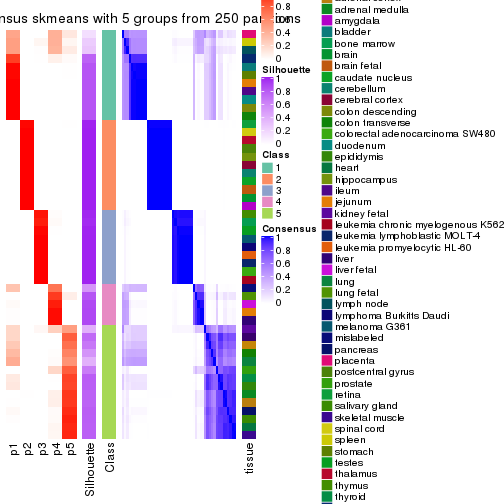 nsus skmeans with 5 groups from 250 partitions
0.8
0.6
0.4
0.2
0
Silhouette
1
0.8
0.6
0.4
0.2
0
Class
1
2
3
4
5
Consensus
1
0.8
0.6
0.4
0.2
0
p1
p2
p3
p4
p5
Silhouette
Class
tissue
adrenal medulla
amygdala
bladder
bone marrow
brain
brain fetal
caudate nucleus
cerebellum
cerebral cortex
colon descending
colon transverse
colorectal adenocarcinoma SW480
duodenum
epididymis
heart
hippocampus
ileum
jejunum
kidney fetal
leukemia chronic myelogenous K562
leukemia lymphoblastic MOLT-4
leukemia promyelocytic HL-60
liver
liver fetal
lung
lung fetal
lymph node
lymphoma Burkitts Daudi
melanoma G361
mislabeled
pancreas
placenta
postcentral gyrus
prostate
retina
salivary gland
skeletal muscle
spinal cord
spleen
stomach
testes
thalamus
thymus
thyroid